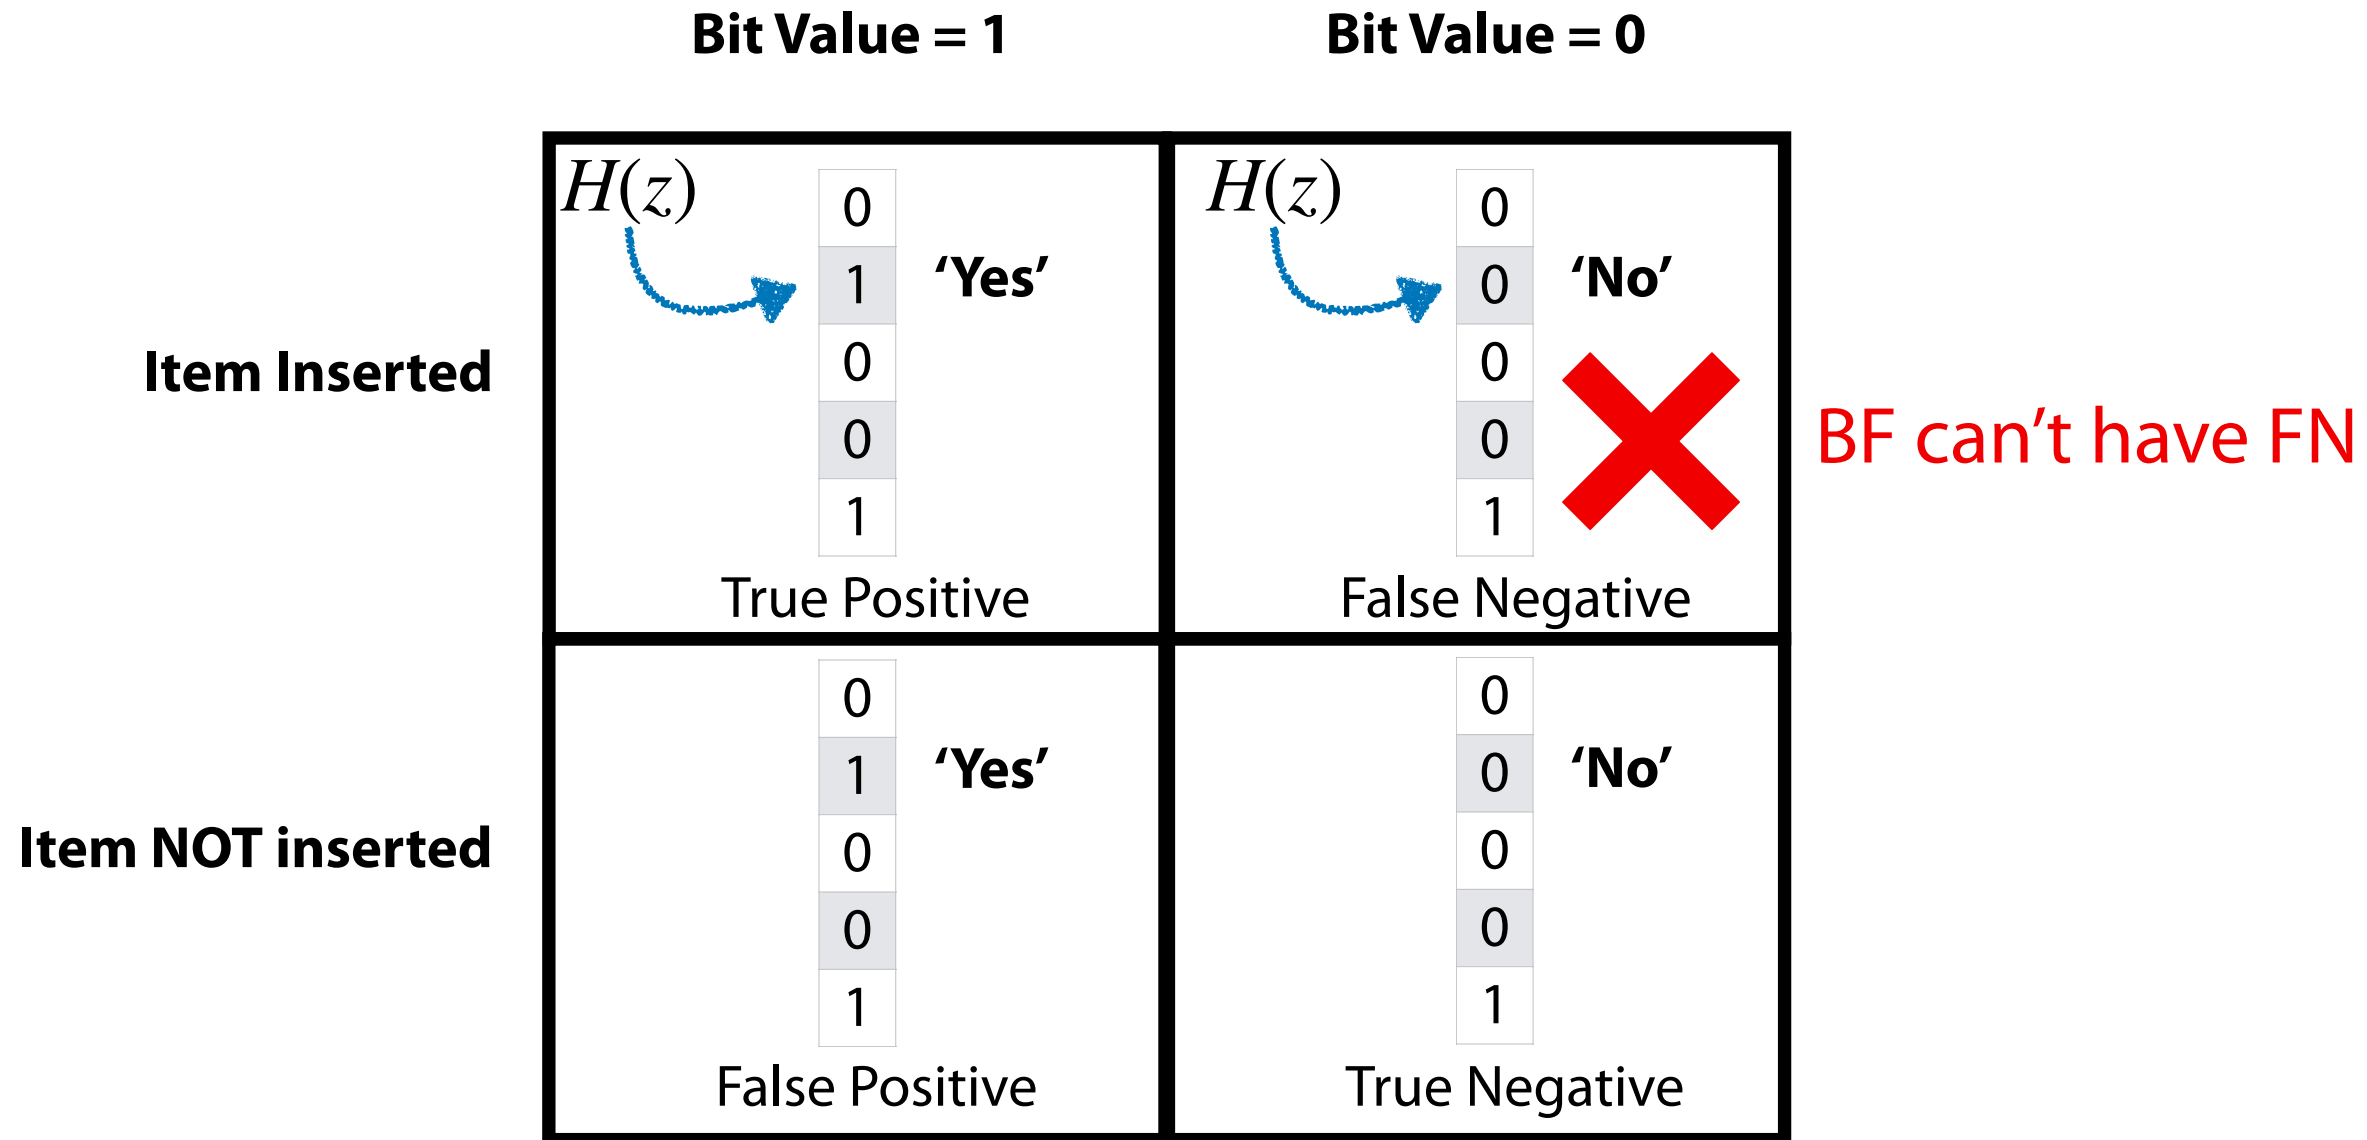 Bit Value = 1
Bit Value = 0
Item Inserted
H(z)
0
1
0
0
1
‘Yes’
True Positive
H(z)
0
0
0
0
1
‘No’
False Negative
BF can’t have FN
Item NOT inserted
0
1
0
0
1
‘Yes’
False Positive
0
0
0
0
1
‘No’
True Negative